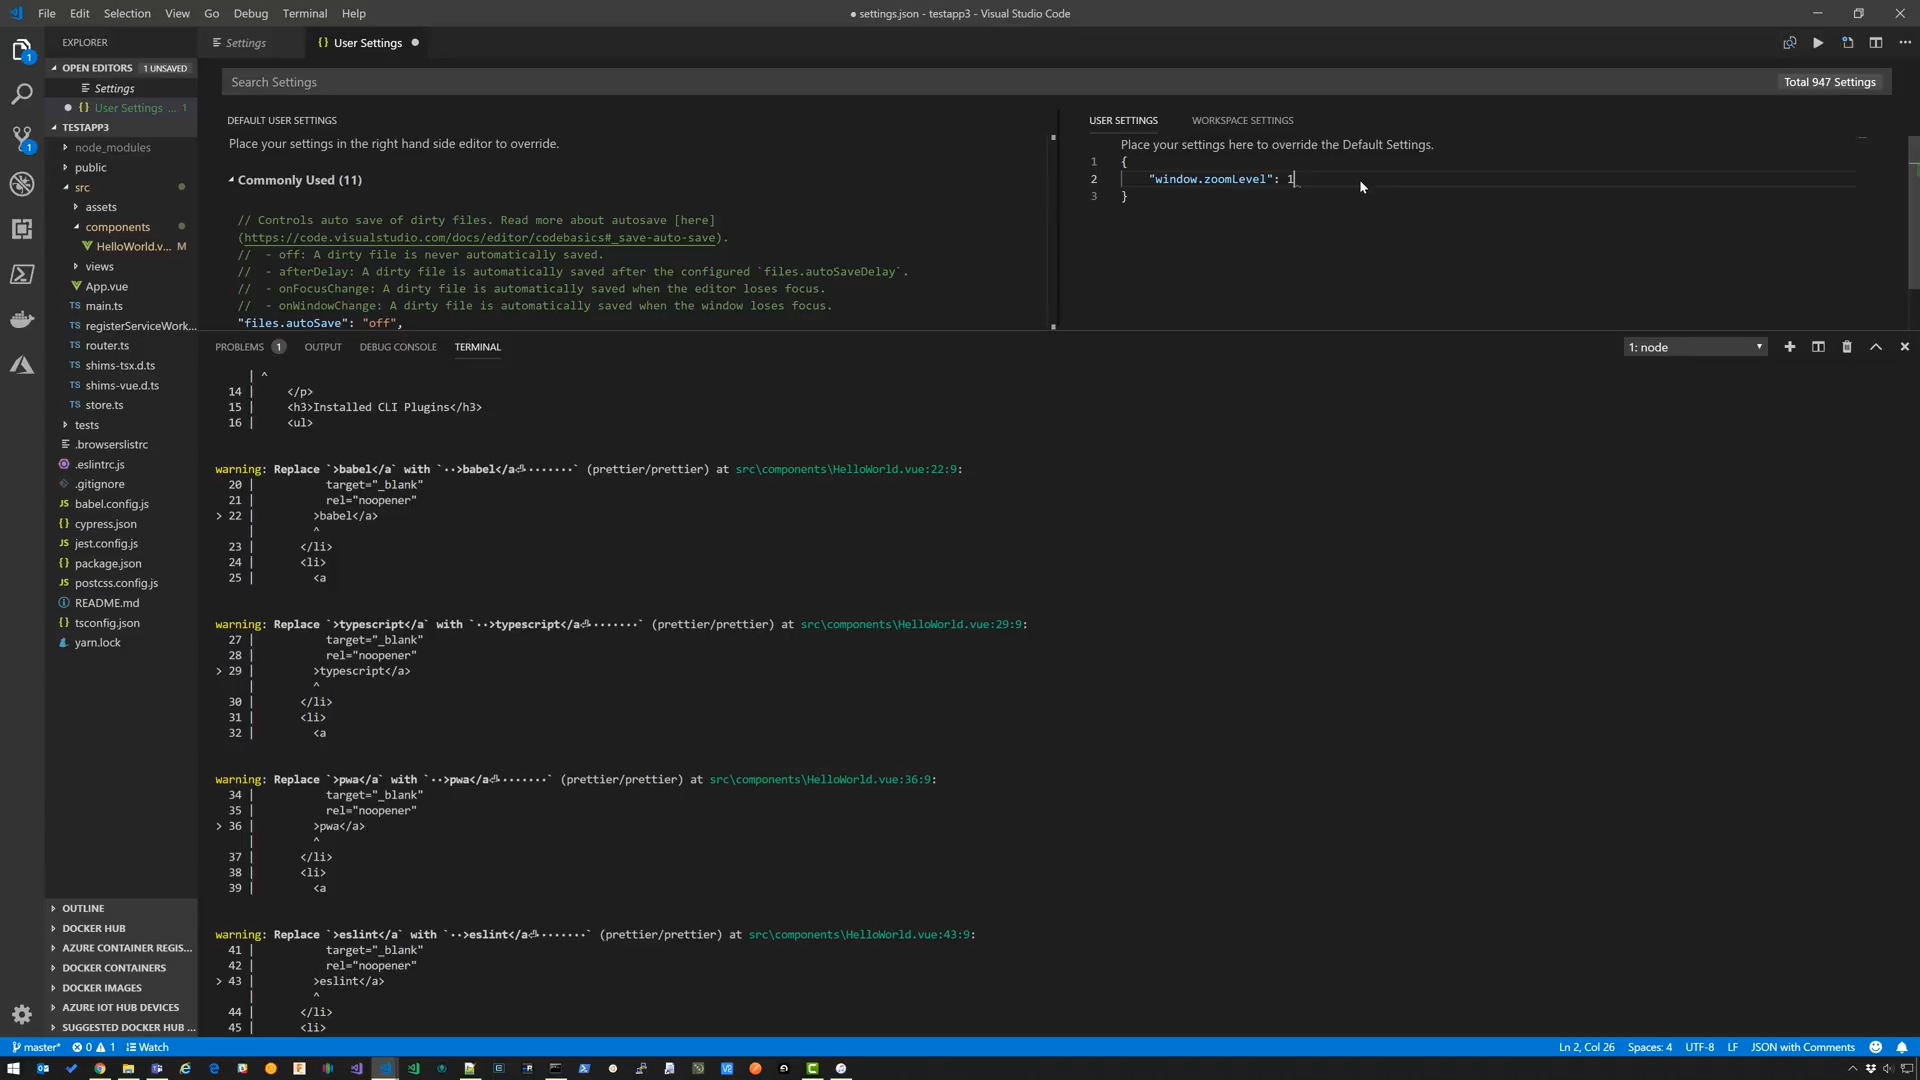 File Edit Selection View Go Debug Terminal Help
● settings.json - testapp3 - Visual Studio Code
EXPLORER
OPEN EDITORS 1 UNSAVED
Settings
User Settings ... 1
TESTAPP3
node_modules
public
src
assets
components
HelloWorld.v... M
views
App.vue
TS main.ts
TS registerServiceWork...
TS router.ts
TS shims-tsx.d.ts
TS shims-vue.d.ts
TS store.ts
tests
.browserslistrc
.eslintrc.js
.gitignore
JS babel.config.js
{} cypress.json
JS jest.config.js
{} package.json
JS postcss.config.js
README.md
{} tsconfig.json
yarn.lock
OUTLINE
DOCKER HUB
AZURE CONTAINER REGIS...
DOCKER CONTAINERS
DOCKER IMAGES
AZURE IOT HUB DEVICES
SUGGESTED DOCKER HUB ...
Settings
{} User Settings ●
Search Settings
Total 947 Settings
DEFAULT USER SETTINGS
Place your settings in the right hand side editor to override.
Commonly Used (11)
// Controls auto save of dirty files. Read more about autosave [here]
(https://code.visualstudio.com/docs/editor/codebasics#_save-auto-save).
// - off: A dirty file is never automatically saved.
// - afterDelay: A dirty file is automatically saved after the configured `files.autoSaveDelay`.
// - onFocusChange: A dirty file is automatically saved when the editor loses focus.
// - onWindowChange: A dirty file is automatically saved when the window loses focus.
"files.autoSave": "off",
USER SETTINGS WORKSPACE SETTINGS
Place your settings here to override the Default Settings.
1 {
2 "window.zoomLevel": 1
3 }
PROBLEMS 1 OUTPUT DEBUG CONSOLE TERMINAL
1: node
| ^
14 | </p>
15 | <h3>Installed CLI Plugins</h3>
16 | <ul>
warning: Replace `>babel</a` with `··>babel</a⏎·······` (prettier/prettier) at src\components\HelloWorld.vue:22:9:
20 | target="_blank"
21 | rel="noopener"
> 22 | >babel</a>
| ^
23 | </li>
24 | <li>
25 | <a
warning: Replace `>typescript</a` with `··>typescript</a⏎·······` (prettier/prettier) at src\components\HelloWorld.vue:29:9:
27 | target="_blank"
28 | rel="noopener"
> 29 | >typescript</a>
| ^
30 | </li>
31 | <li>
32 | <a
warning: Replace `>pwa</a` with `··>pwa</a⏎·······` (prettier/prettier) at src\components\HelloWorld.vue:36:9:
34 | target="_blank"
35 | rel="noopener"
> 36 | >pwa</a>
| ^
37 | </li>
38 | <li>
39 | <a
warning: Replace `>eslint</a` with `··>eslint</a⏎·······` (prettier/prettier) at src\components\HelloWorld.vue:43:9:
41 | target="_blank"
42 | rel="noopener"
> 43 | >eslint</a>
| ^
44 | </li>
45 | <li>
master* 0 1 Watch
Ln 2, Col 26 Spaces: 4 UTF-8 LF JSON with Comments